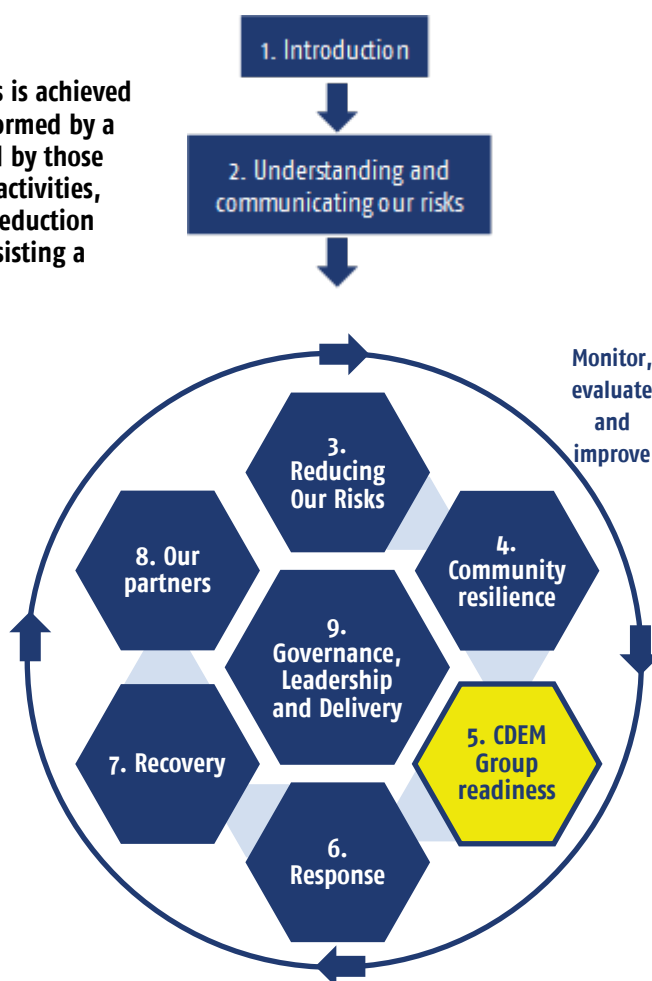 1. Introduction
s is achieved
ormed by a
l by those
activities,
eduction
sisting a
2. Understanding and
communicating our risks
Monitor,
evaluate
and
improve
3.
Reducing
Our Risks
4.
Community
resilience
5. CDEM
Group
readiness
6.
Response
7. Recovery
8. Our
partners
9.
Governance,
Leadership
and Delivery